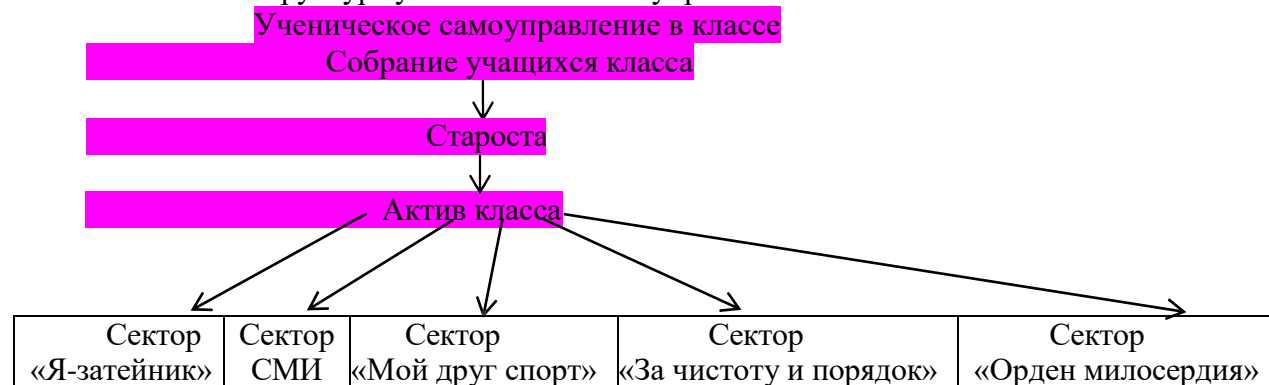 Ученическое самоуправление в классе
Собрание учащихся класса
Староста
Актив класса
Сектор «Я-затейник»
Сектор СМИ
Сектор «Мой друг спорт»
Сектор «За чистоту и порядок»
Сектор «Орден милосердия»